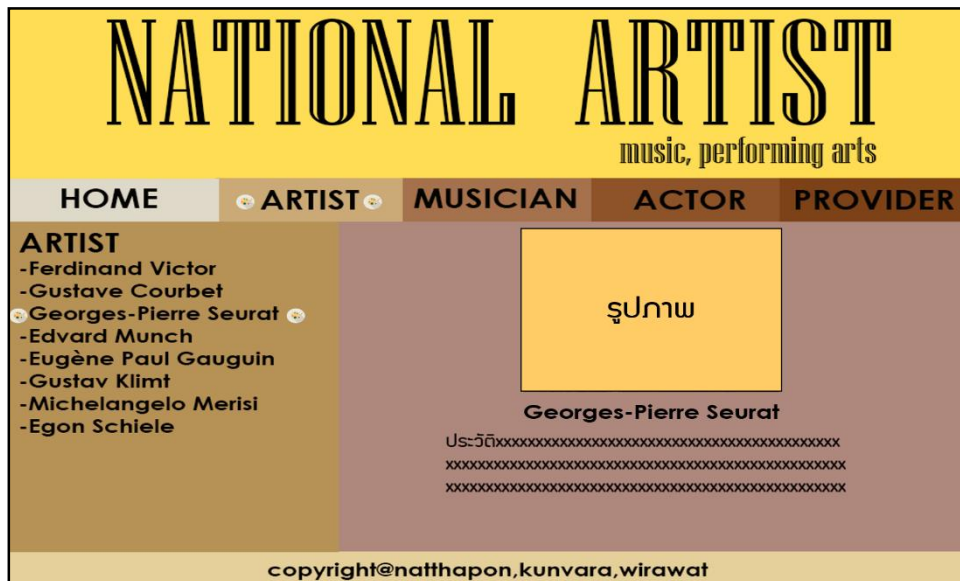 NATIONAL ARTIST
music, performing arts
HOME ARTIST MUSICIAN ACTOR PROVIDER
ARTIST
-Ferdinand Victor
-Gustave Courbet
Georges-Pierre Seurat
-Edvard Munch
-Eugène Paul Gauguin
-Gustav Klimt
-Michelangelo Merisi
-Egon Schiele
รูปภาพ
Georges-Pierre Seurat
ประวัติxxxxxxxxxxxxxxxxxxxxxxxxxxxxxxxxxxxxxxxxxxx
xxxxxxxxxxxxxxxxxxxxxxxxxxxxxxxxxxxxxxxxxxxxxxxxxx
xxxxxxxxxxxxxxxxxxxxxxxxxxxxxxxxxxxxxxxxxxxxxxxxxx
copyright@natthapon,kunvara,wirawat